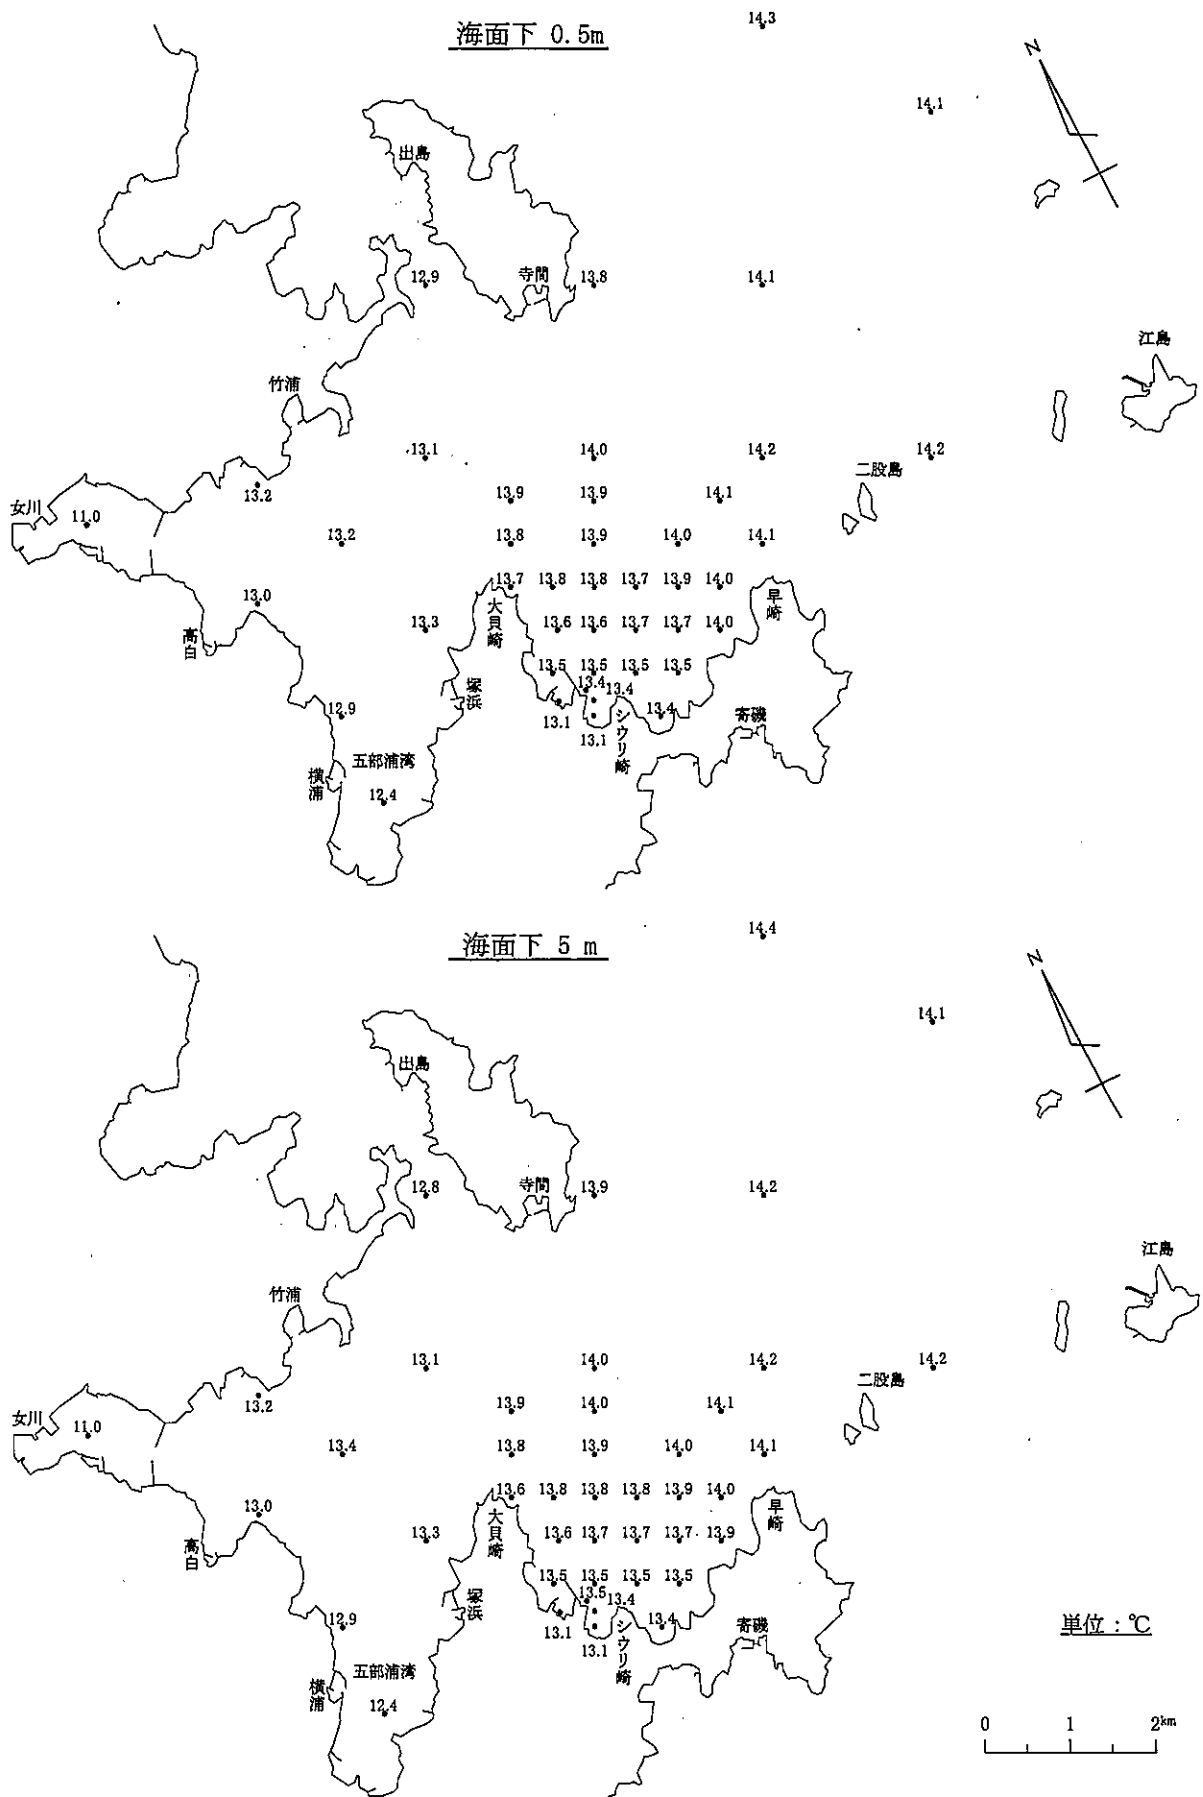 海面下 0.5m
14.3
N
14.1
出島
12.9
寺間
13.8
14.1
江島
竹浦
13.1
14.0
14.2
14.2
二股島
13.2
女川
11.0
13.9
13.9
14.1
13.2
13.8
13.9
14.0
14.1
13.7
13.8
13.8
13.7
13.9
14.0
早崎
大貝崎
13.0
高白
13.3
13.6
13.6
13.7
13.7
14.0
13.5
13.5
13.5
13.5
塚浜
13.4
13.4
13.1
13.1
シウリ崎
13.4
寄磯
12.9
五部浦湾
横浦
12.4
海面下 5 m
14.4
N
14.1
出島
12.8
寺間
13.9
14.2
江島
竹浦
13.1
14.0
14.2
14.2
二股島
13.2
女川
11.0
13.9
14.0
14.1
13.4
13.8
13.9
14.0
14.1
13.6
13.8
13.8
13.8
13.9
14.0
早崎
大貝崎
13.0
高白
13.3
13.6
13.7
13.7
13.7
13.9
13.5
13.5
13.5
13.5
塚浜
13.5
13.4
13.1
13.1
シウリ崎
13.4
寄磯
12.9
五部浦湾
横浦
12.4
単位：℃
0 1 2km